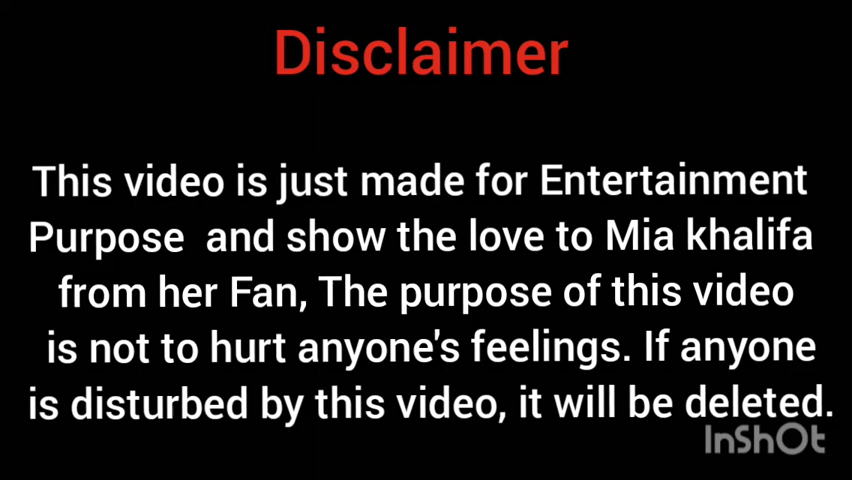 Disclaimer
This video is just made for Entertainment
Purpose and show the love to Mia khalifa
from her Fan, The purpose of this video
is not to hurt anyone's feelings. If anyone
is disturbed by this video, it will be deleted.
InShOt